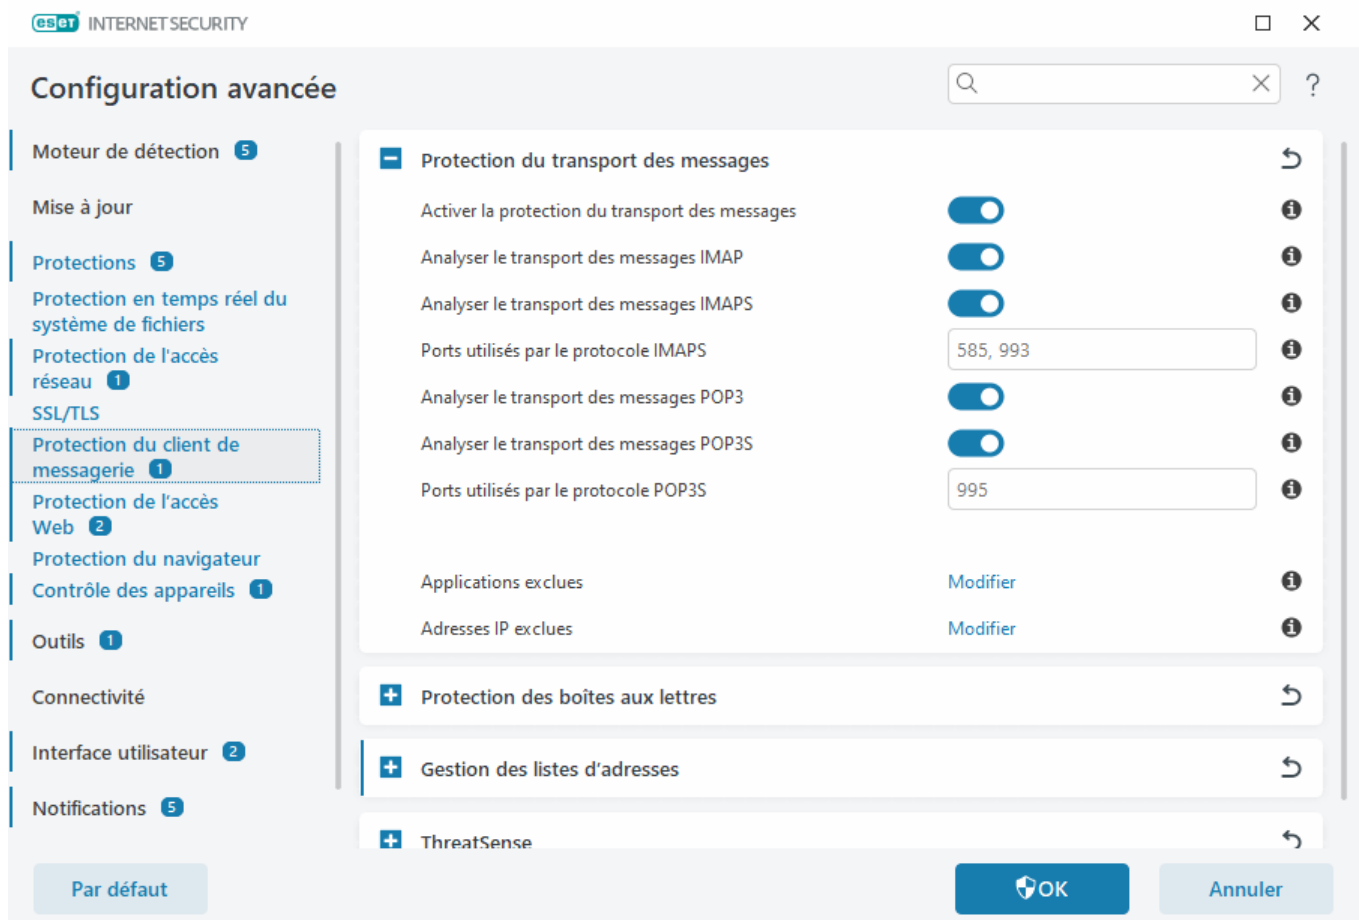 eseT INTERNET SECURITY
Configuration avancée
?
Moteur de détection 5
Mise à jour
Protections 5
Protection en temps réel du
système de fichiers
Protection de l'accès
réseau 1
SSL/TLS
Protection du client de
messagerie 1
Protection de l'accès
Web 2
Protection du navigateur
Contrôle des appareils 1
Outils 1
Connectivité
Interface utilisateur 2
Notifications 5
Protection du transport des messages
Activer la protection du transport des messages
Analyser le transport des messages IMAP
Analyser le transport des messages IMAPS
Ports utilisés par le protocole IMAPS 585, 993
Analyser le transport des messages POP3
Analyser le transport des messages POP3S
Ports utilisés par le protocole POP3S 995
Applications exclues Modifier
Adresses IP exclues Modifier
Protection des boîtes aux lettres
Gestion des listes d'adresses
ThreatSense
Par défaut
OK
Annuler